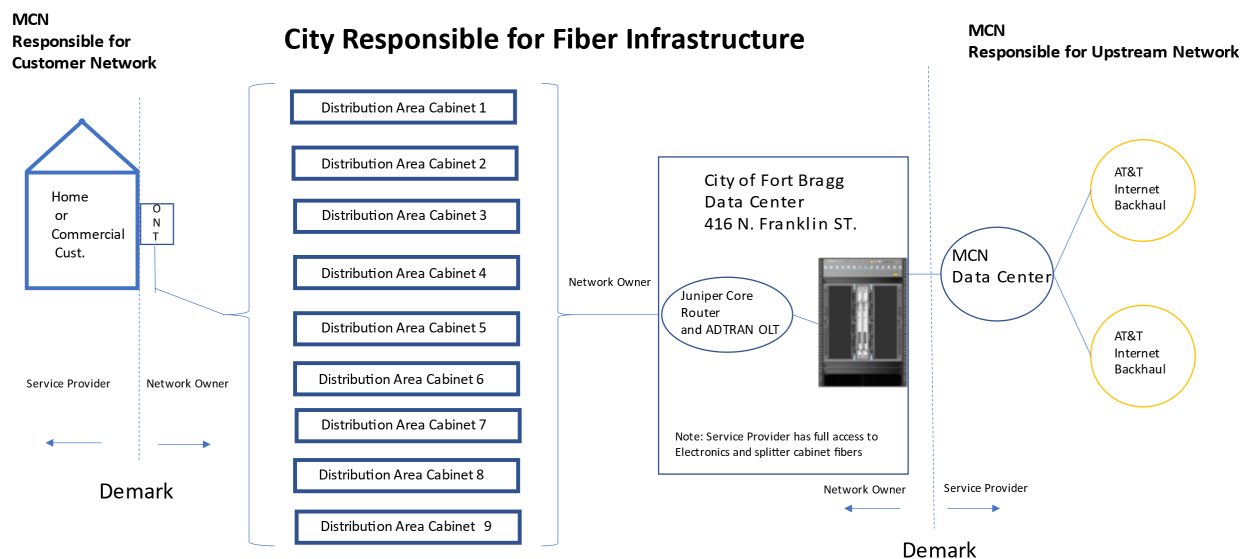 MCN
Responsible for
Customer Network
City Responsible for Fiber Infrastructure
MCN
Responsible for Upstream Network
Home
or
Commercial
Cust.
O
N
T
Service Provider
Network Owner
Demark
Distribution Area Cabinet 1
Distribution Area Cabinet 2
Distribution Area Cabinet 3
Distribution Area Cabinet 4
Distribution Area Cabinet 5
Distribution Area Cabinet 6
Distribution Area Cabinet 7
Distribution Area Cabinet 8
Distribution Area Cabinet 9
Network Owner
City of Fort Bragg
Data Center
416 N. Franklin ST.
Juniper Core
Router
and ADTRAN OLT
Note: Service Provider has full access to
Electronics and splitter cabinet fibers
Network Owner
Service Provider
Demark
MCN
Data Center
AT&T
Internet
Backhaul
AT&T
Internet
Backhaul